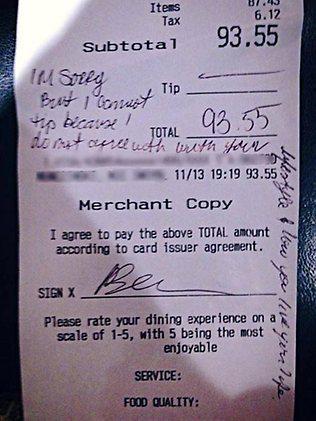 Items 87.43
Tax 6.12
Subtotal 93.55
IM Sorry
But I cannot
tip because I
do not agree with with your
lifestyle & how you live your life
Tip
TOTAL 93.55
11/13 19:19 93.55
Merchant Copy
I agree to pay the above TOTAL amount
according to card issuer agreement.
SIGN X
Please rate your dining experience on a
scale of 1-5, with 5 being the most
enjoyable
SERVICE:
FOOD QUALITY: